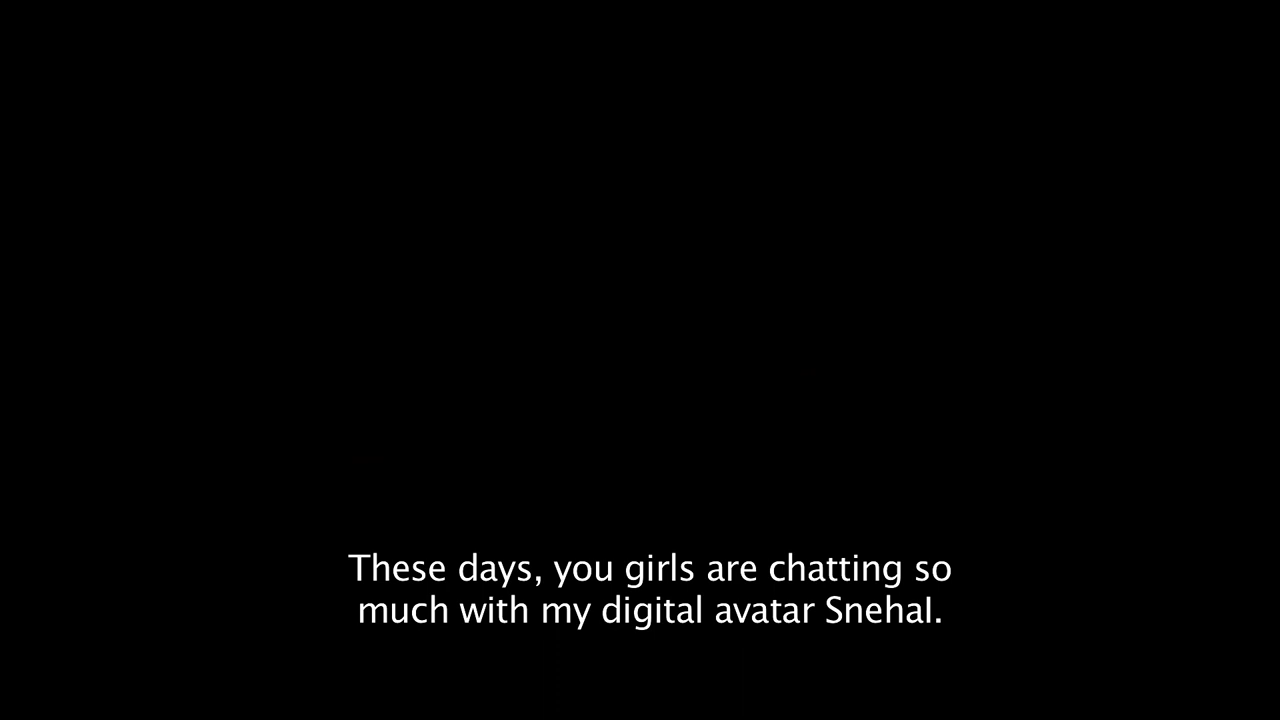 These days, you girls are chatting so
much with my digital avatar Snehal.